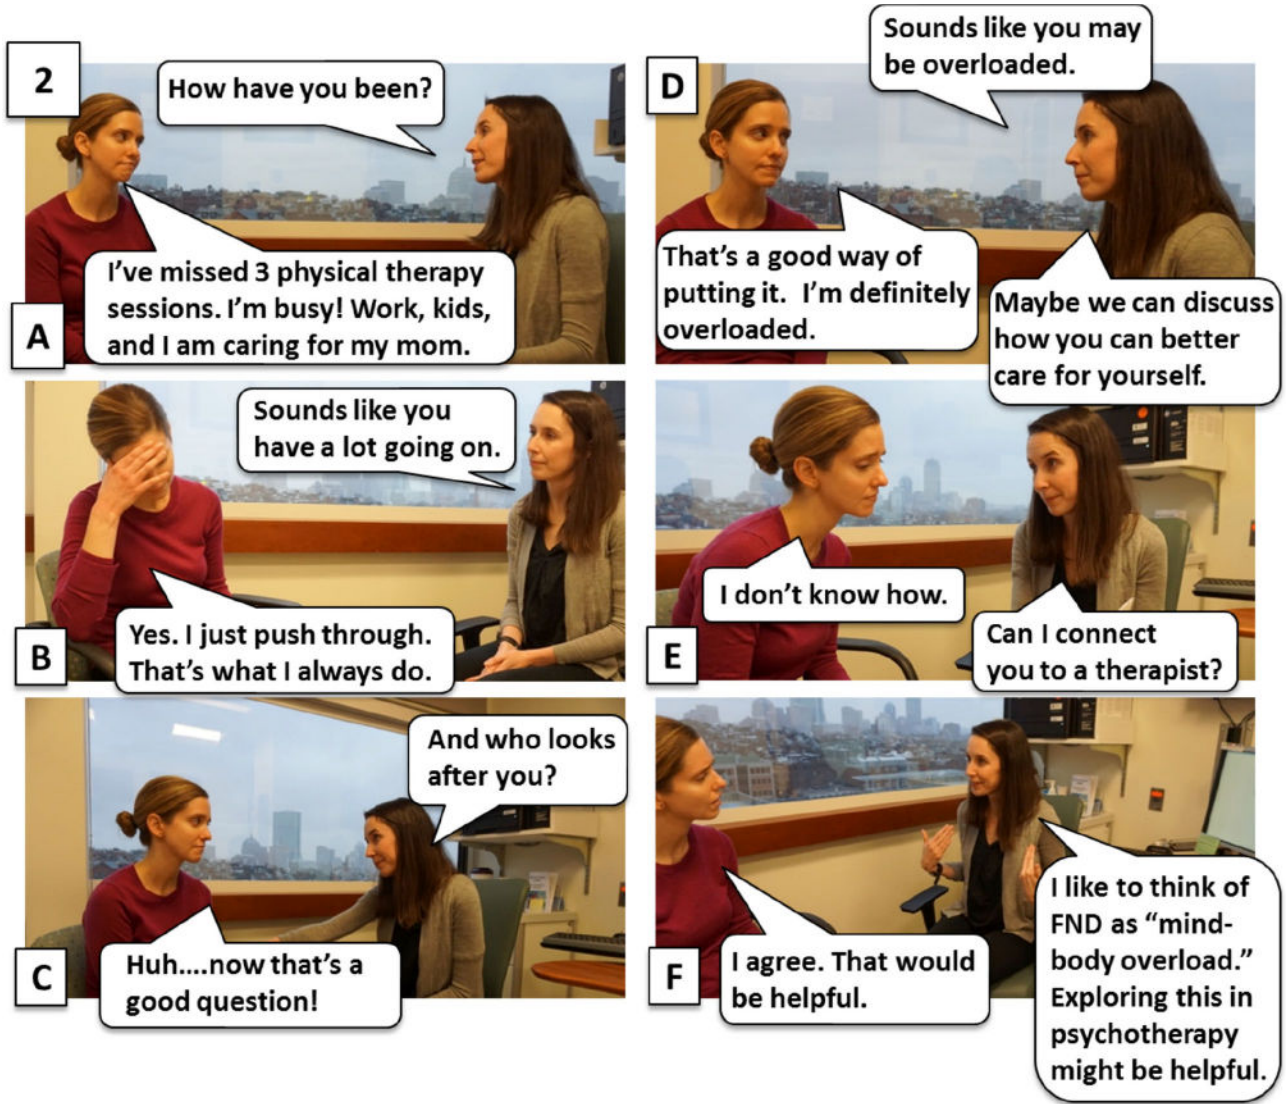 2
How have you been?
I've missed 3 physical therapy
sessions. I'm busy! Work, kids,
and I am caring for my mom.
A
Sounds like you
have a lot going on.
Yes. I just push through.
That's what I always do.
B
And who looks
after you?
Huh....now that's a
good question!
C
D
Sounds like you may
be overloaded.
That's a good way of
putting it. I'm definitely
overloaded.
Maybe we can discuss
how you can better
care for yourself.
I don't know how.
E
Can I connect
you to a therapist?
I like to think of
FND as "mind-
body overload."
Exploring this in
psychotherapy
might be helpful.
I agree. That would
be helpful.
F